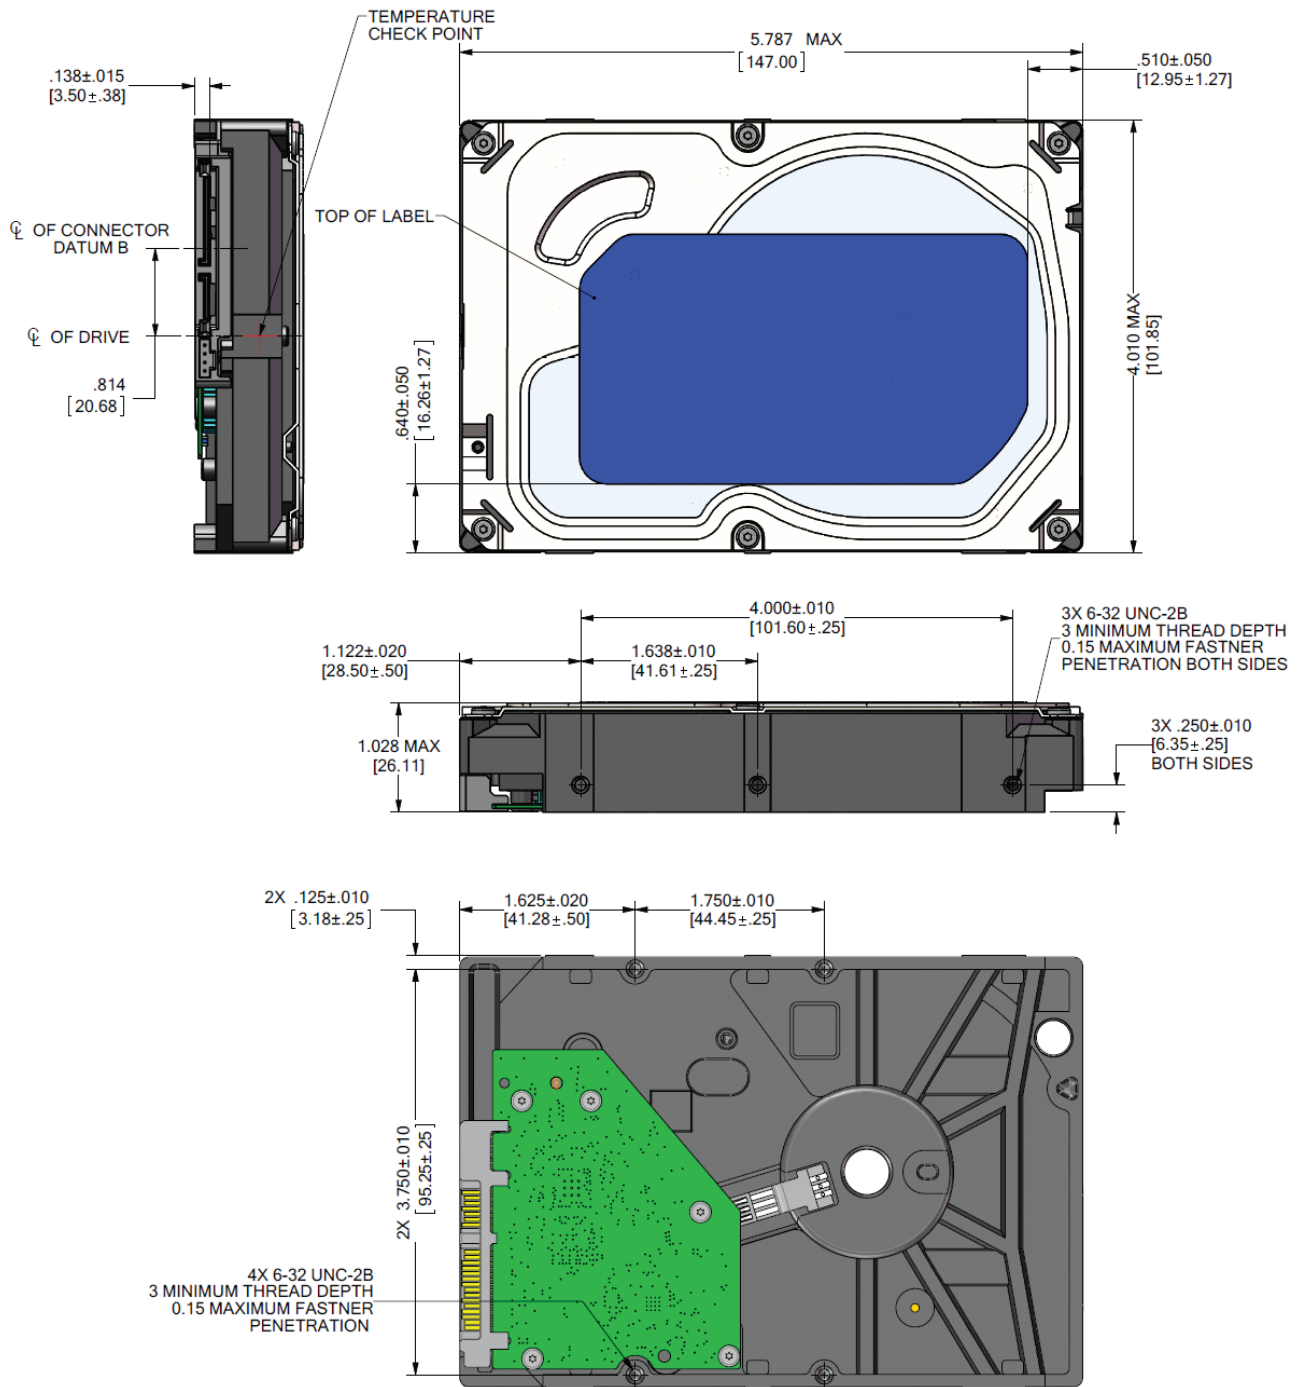 TEMPERATURE
CHECK POINT
5.787 MAX
[147.00]
.510±.050
[12.95±1.27]
.138±.015
[3.50±.38]
TOP OF LABEL
℄ OF CONNECTOR
DATUM B
℄ OF DRIVE
.814
[20.68]
.640±.050
[16.26±1.27]
4.010 MAX
[101.85]
4.000±.010
[101.60±.25]
3X 6-32 UNC-2B
3 MINIMUM THREAD DEPTH
0.15 MAXIMUM FASTNER
PENETRATION BOTH SIDES
1.122±.020
[28.50±.50]
1.638±.010
[41.61±.25]
1.028 MAX
[26.11]
3X .250±.010
[6.35±.25]
BOTH SIDES
2X .125±.010
[3.18±.25]
1.625±.020
[41.28±.50]
1.750±.010
[44.45±.25]
2X 3.750±.010
[95.25±.25]
4X 6-32 UNC-2B
3 MINIMUM THREAD DEPTH
0.15 MAXIMUM FASTNER
PENETRATION